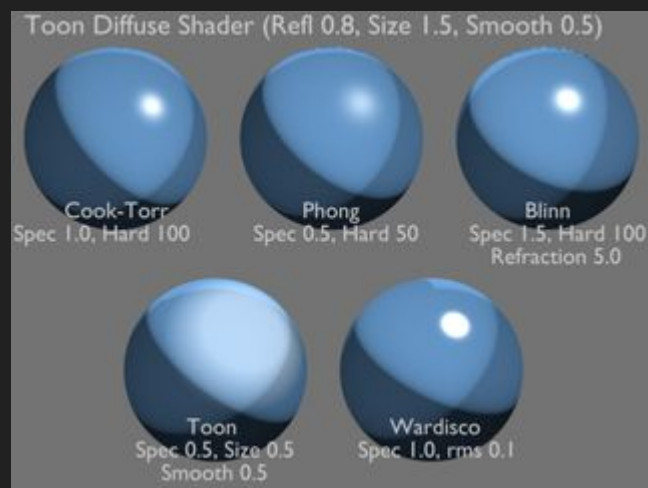 Toon Diffuse Shader (Refl 0.8, Size 1.5, Smooth 0.5)
Cook-Torr
Spec 1.0, Hard 100
Phong
Spec 0.5, Hard 50
Blinn
Spec 1.5, Hard 100
Refraction 5.0
Toon
Spec 0.5, Size 0.5
Smooth 0.5
Wardisco
Spec 1.0, rms 0.1